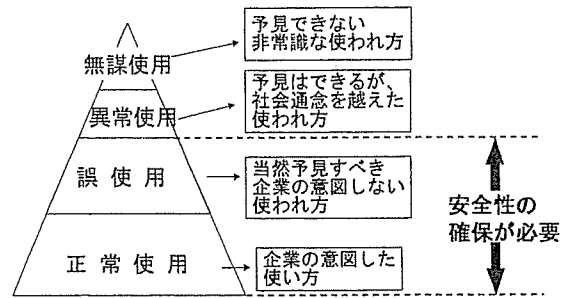 無謀使用
予見できない
非常識な使われ方
異常使用
予見はできるが、
社会通念を越えた
使われ方
誤使用
当然予見すべき
企業の意図しない
使われ方
正常使用
企業の意図した
使い方
安全性の
確保が必要